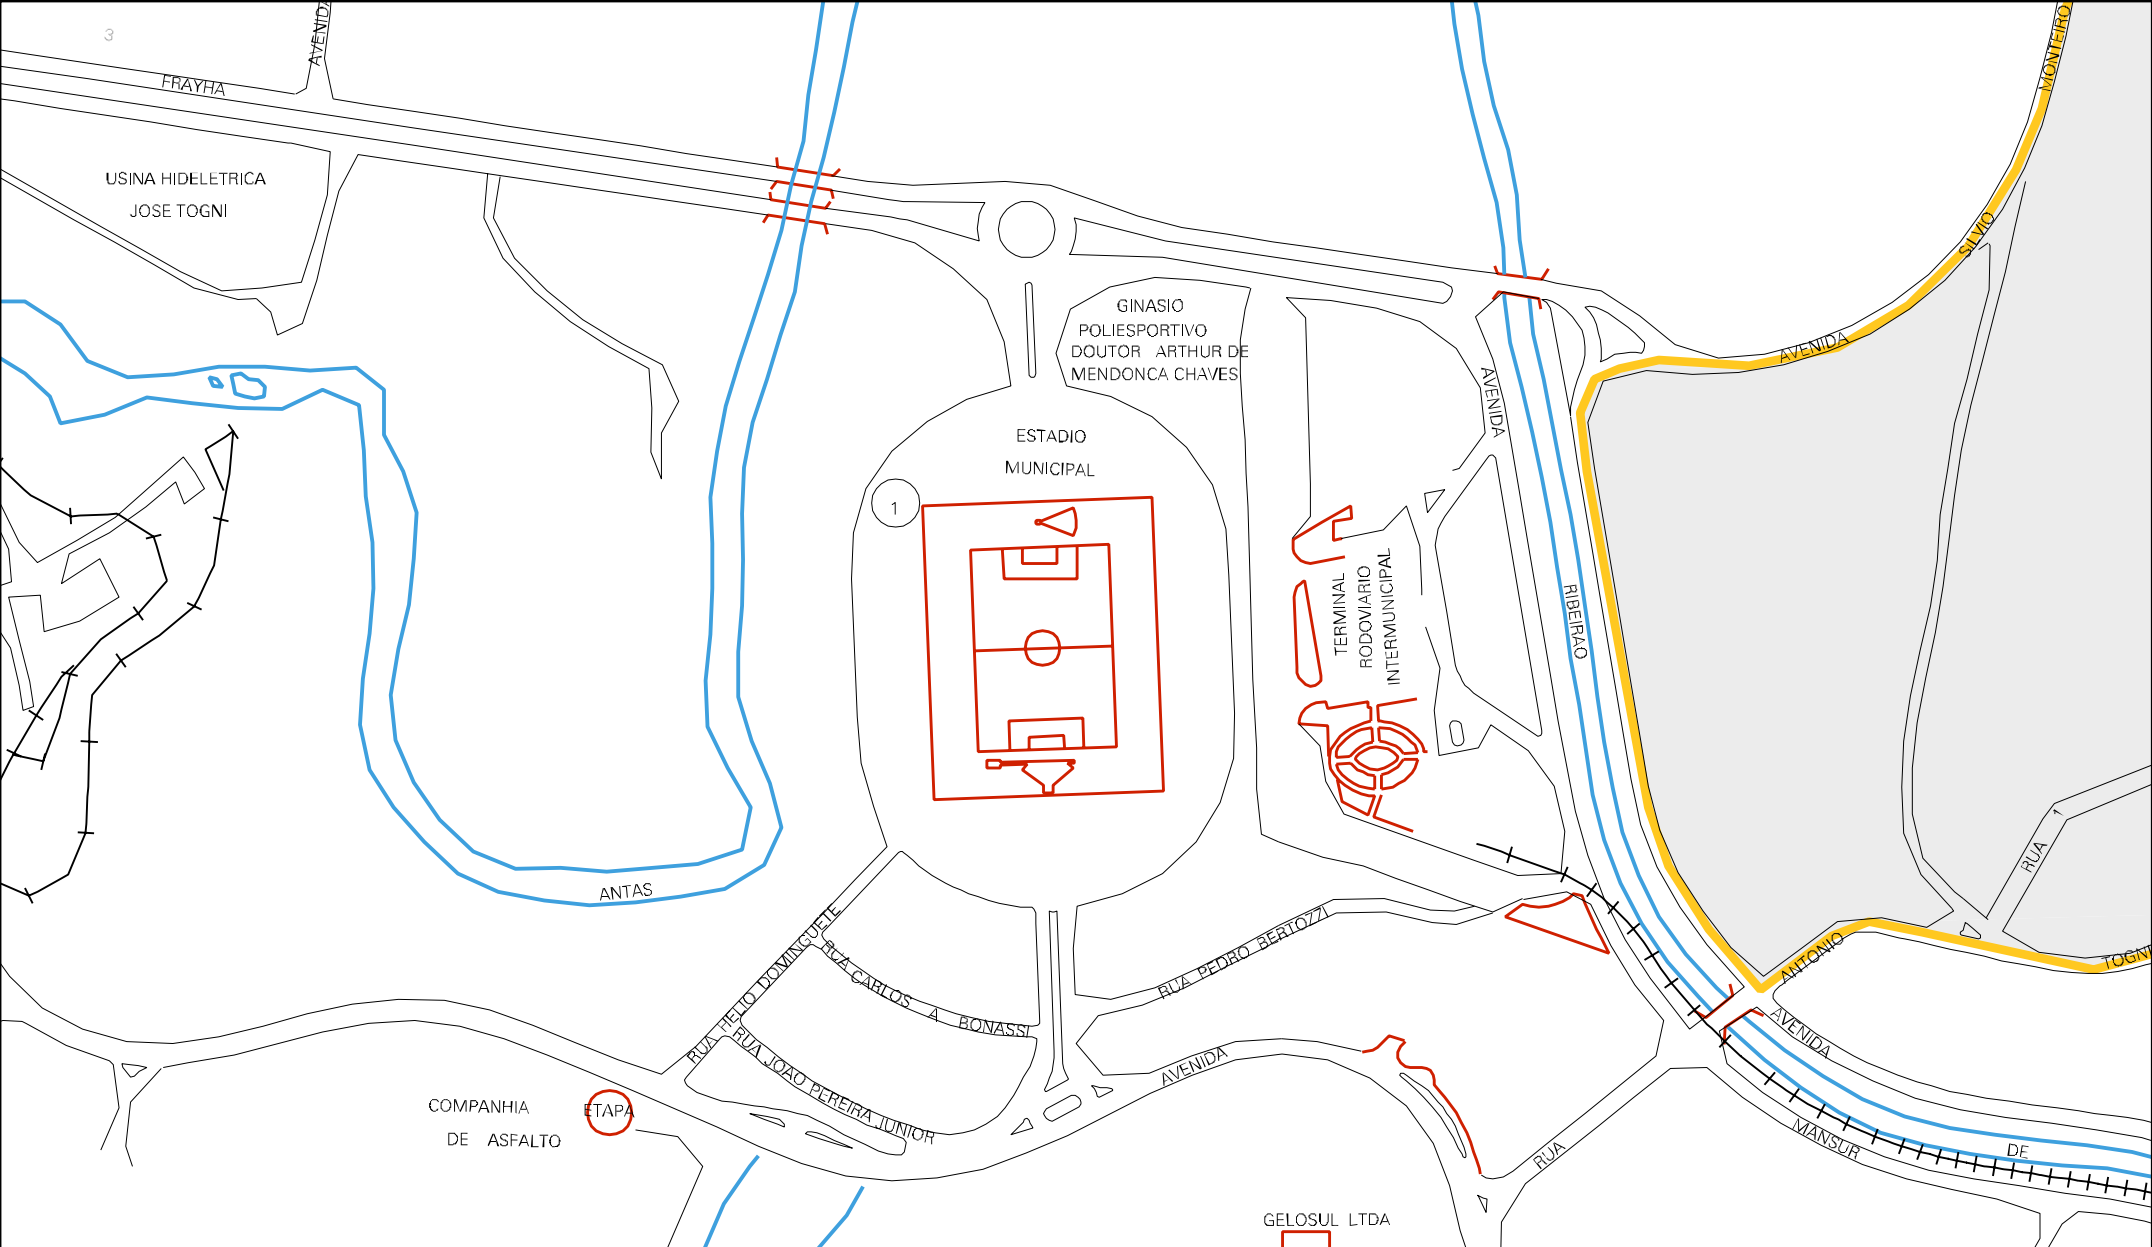 3
AVENIDA
MONTEIRO
FRAYHA
USINA HIDELETRICA
JOSE TOGNI
SILVIO
GINASIO
POLIESPORTIVO
DOUTOR ARTHUR DE
MENDONCA CHAVES
AVENIDA
AVENIDA
ESTADIO
MUNICIPAL
1
TERMINAL
RODOVIARIO
INTERMUNICIPAL
RIBEIRAO
RUA 1
ANTAS
RUA HELIO DOMINGUETE
RCA CARLOS A BONASSI
RUA PEDRO BERTOZZI
ANTONIO
TOGNI
RUA JOAO PEREIRA JUNIOR
AVENIDA
AVENIDA
COMPANHIA
DE ASFALTO
ETAPA
RUA
MANSUR
DE
GELOSUL LTDA